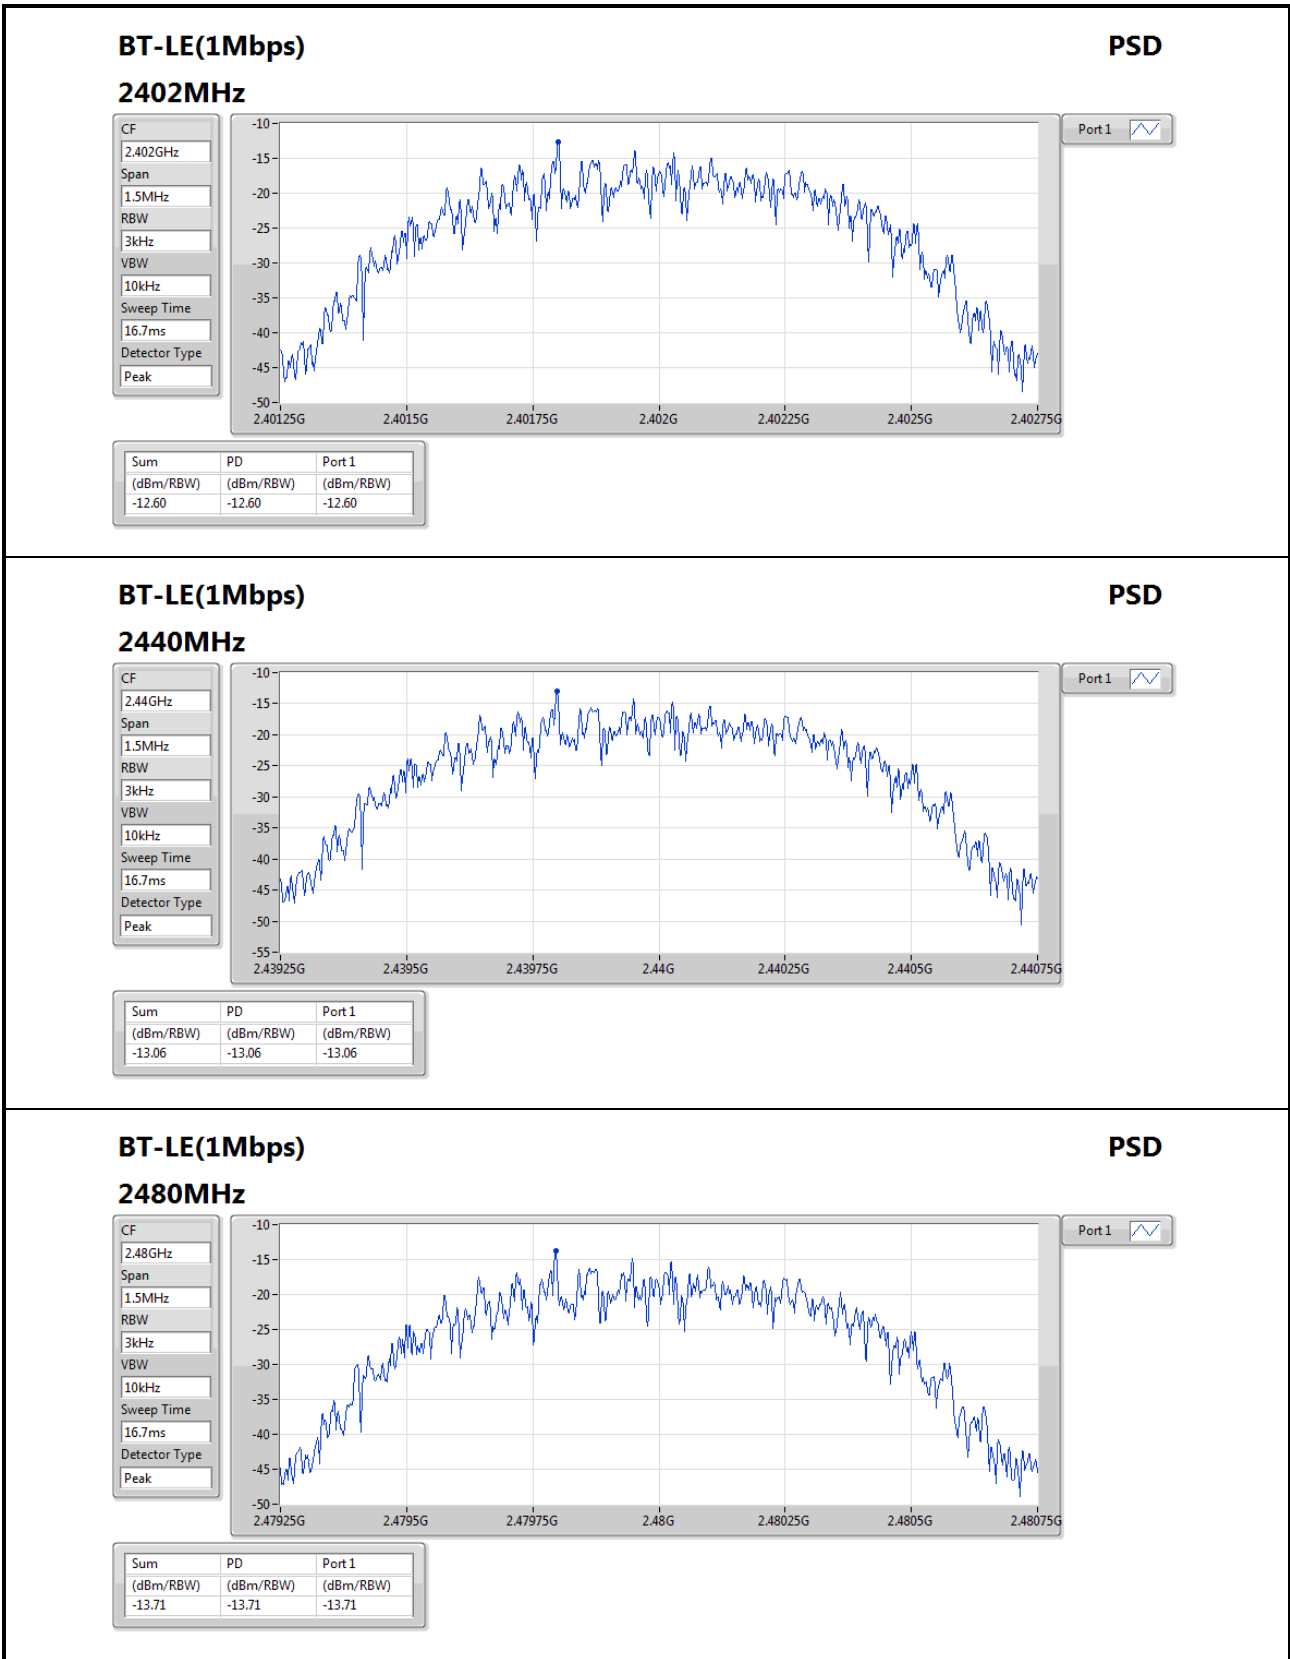 BT-LE(1Mbps) PSD
2402MHz
CF
2.402GHz
Span
1.5MHz
RBW
3kHz
VBW
10kHz
Sweep Time
16.7ms
Detector Type
Peak
-10
-15
-20
-25
-30
-35
-40
-45
-50
2.40125G 2.4015G 2.40175G 2.402G 2.40225G 2.4025G 2.40275G
Port 1
Sum PD Port 1
(dBm/RBW) (dBm/RBW) (dBm/RBW)
-12.60 -12.60 -12.60
BT-LE(1Mbps) PSD
2440MHz
CF
2.44GHz
Span
1.5MHz
RBW
3kHz
VBW
10kHz
Sweep Time
16.7ms
Detector Type
Peak
-10
-15
-20
-25
-30
-35
-40
-45
-50
-55
2.43925G 2.4395G 2.43975G 2.44G 2.44025G 2.4405G 2.44075G
Port 1
Sum PD Port 1
(dBm/RBW) (dBm/RBW) (dBm/RBW)
-13.06 -13.06 -13.06
BT-LE(1Mbps) PSD
2480MHz
CF
2.48GHz
Span
1.5MHz
RBW
3kHz
VBW
10kHz
Sweep Time
16.7ms
Detector Type
Peak
-10
-15
-20
-25
-30
-35
-40
-45
-50
2.47925G 2.4795G 2.47975G 2.48G 2.48025G 2.4805G 2.48075G
Port 1
Sum PD Port 1
(dBm/RBW) (dBm/RBW) (dBm/RBW)
-13.71 -13.71 -13.71